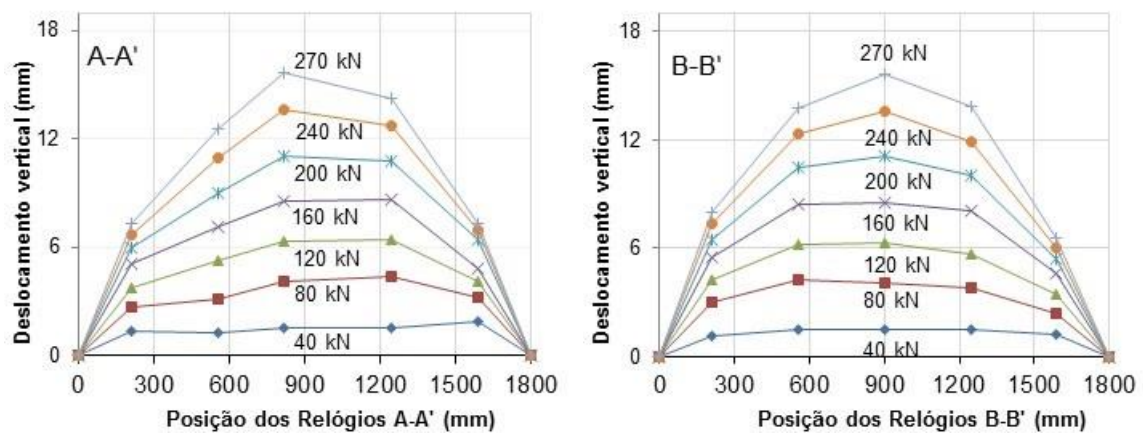 A-A'
Deslocamento vertical (mm)
18
12
6
0
270 kN
240 kN
200 kN
160 kN
120 kN
80 kN
40 kN
0 300 600 900 1200 1500 1800
Posição dos Relógios A-A' (mm)
B-B'
Deslocamento vertical (mm)
18
12
6
0
270 kN
240 kN
200 kN
160 kN
120 kN
80 kN
40 kN
0 300 600 900 1200 1500 1800
Posição dos Relógios B-B' (mm)